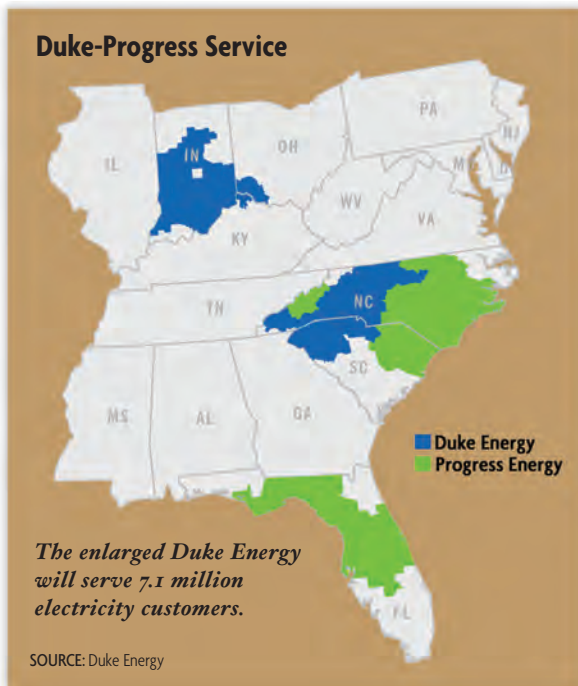 Duke-Progress Service
PA
NJ
OH
IN
IL
M
D
WV
VA
KY
NC
TN
SC
MS
AL
GA
Duke Energy
Progress Energy
The enlarged Duke Energy
will serve 7.1 million
electricity customers.
FL
SOURCE: Duke Energy